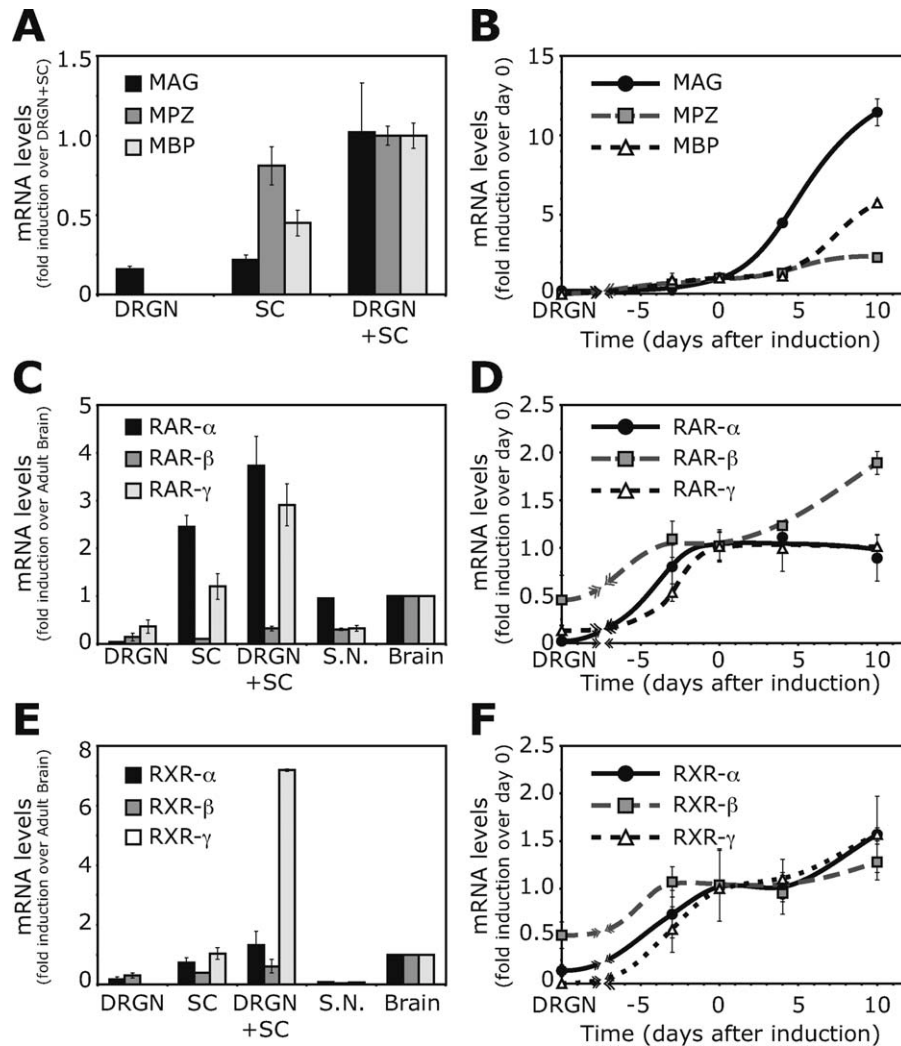 A
mRNA levels
(fold induction over DRGN+SC)
1.5
1.0
0.5
0
MAG
MPZ
MBP
DRGN SC DRGN
+SC
B
mRNA levels
(fold induction over day 0)
15
10
5
0
MAG
MPZ
MBP
DRGN -5 0 5 10
Time (days after induction)
C
mRNA levels
(fold induction over Adult Brain)
5
4
3
2
1
0
RAR-α
RAR-β
RAR-γ
DRGN SC DRGN S.N. Brain
+SC
D
mRNA levels
(fold induction over day 0)
2.5
2.0
1.5
1.0
0.5
0
RAR-α
RAR-β
RAR-γ
DRGN -5 0 5 10
Time (days after induction)
E
mRNA levels
(fold induction over Adult Brain)
8
6
4
2
0
RXR-α
RXR-β
RXR-γ
DRGN SC DRGN S.N. Brain
+SC
F
mRNA levels
(fold induction over day 0)
2.5
2.0
1.5
1.0
0.5
0
RXR-α
RXR-β
RXR-γ
DRGN -5 0 5 10
Time (days after induction)